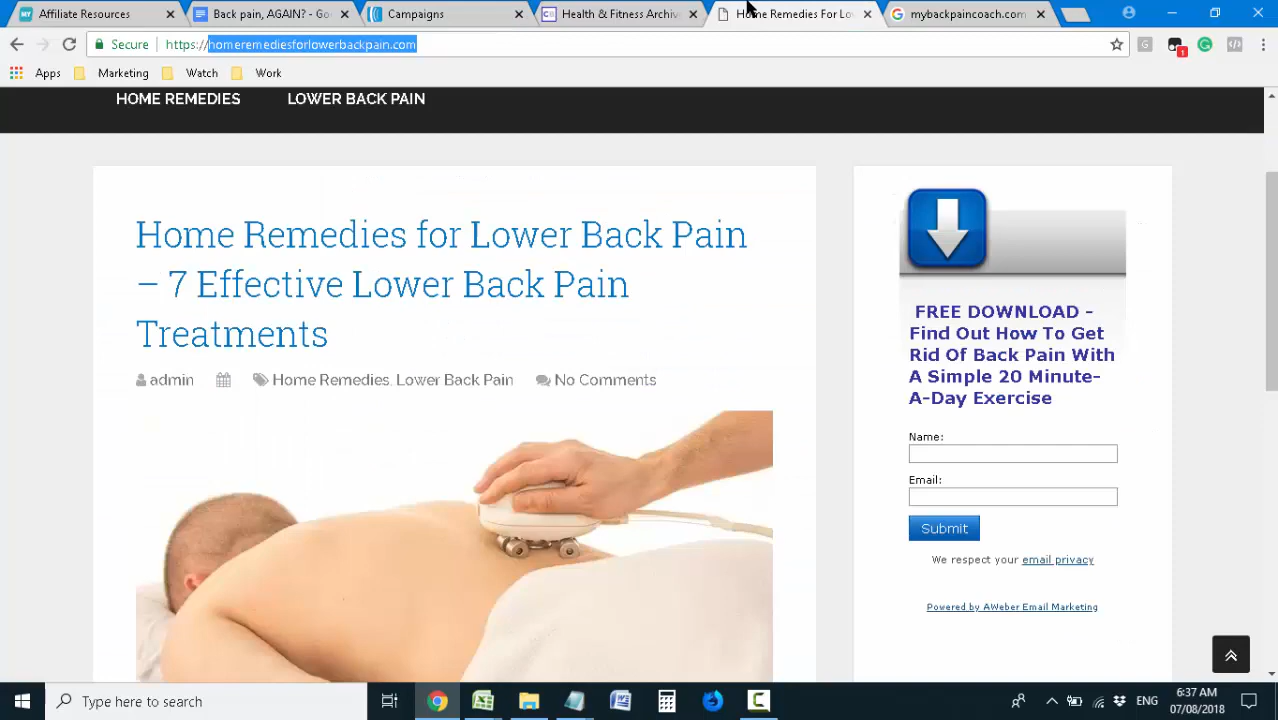 Affiliate Resources
Back pain, AGAIN? - Go
Campaigns
Health & Fitness Archiv
Home Remedies For Lo
mybackpaincoach.com
Secure https://homeremediesforlowerbackpain.com
1
Apps Marketing Watch Work
HOME REMEDIES LOWER BACK PAIN
Home Remedies for Lower Back Pain
– 7 Effective Lower Back Pain
Treatments
admin Home Remedies, Lower Back Pain No Comments
FREE DOWNLOAD -
Find Out How To Get
Rid Of Back Pain With
A Simple 20 Minute-
A-Day Exercise
Name:
Email:
Submit
We respect your email privacy
Powered by AWeber Email Marketing
Type here to search
ENG
6:37 AM
07/08/2018